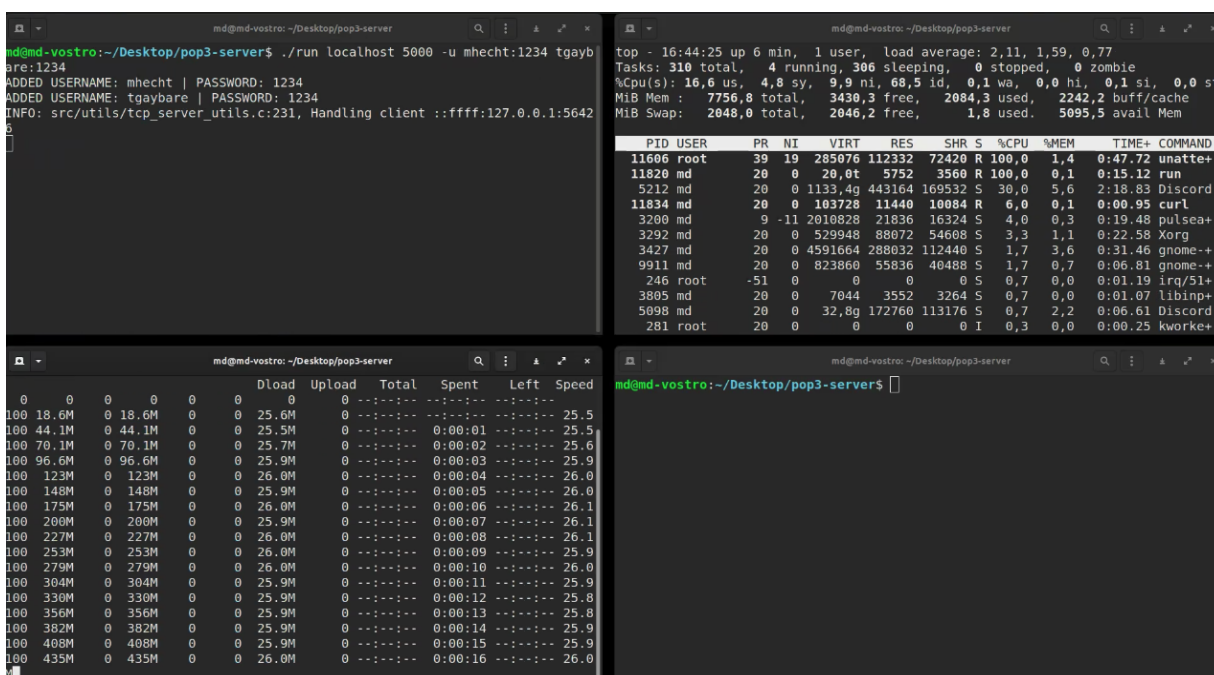 md@md-vostro: ~/Desktop/pop3-server
md@md-vostro:~/Desktop/pop3-server$ ./run localhost 5000 -u mhecht:1234 tgayb
are:1234
ADDED USERNAME: mhecht | PASSWORD: 1234
ADDED USERNAME: tgaybare | PASSWORD: 1234
INFO: src/utils/tcp_server_utils.c:231, Handling client ::ffff:127.0.0.1:5642
6
md@md-vostro: ~/Desktop/pop3-server
top - 16:44:25 up 6 min,  1 user,  load average: 2,11, 1,59, 0,77
Tasks: 310 total,   4 running, 306 sleeping,   0 stopped,   0 zombie
%Cpu(s): 16,6 us,  4,8 sy,  9,9 ni, 68,5 id,  0,1 wa,  0,0 hi,  0,1 si,  0,0 s
MiB Mem :   7756,8 total,   3430,3 free,   2084,3 used,   2242,2 buff/cache
MiB Swap:   2048,0 total,   2046,2 free,      1,8 used.   5095,5 avail Mem
PID USER PR NI VIRT RES SHR S %CPU %MEM TIME+ COMMAND
11606 root 39 19 285076 112332 72420 R 100,0 1,4 0:47.72 unatte+
11820 md 20 0 20,0t 5752 3560 R 100,0 0,1 0:15.12 run
5212 md 20 0 1133,4g 443164 169532 S 30,0 5,6 2:18.83 Discord
11834 md 20 0 103728 11440 10084 R 6,0 0,1 0:00.95 curl
3200 md 9 -11 2010828 21836 16324 S 4,0 0,3 0:19.48 pulsea+
3292 md 20 0 529948 88072 54608 S 3,3 1,1 0:22.58 Xorg
3427 md 20 0 4591664 288032 112440 S 1,7 3,6 0:31.46 gnome-+
9911 md 20 0 823860 55836 40488 S 1,7 0,7 0:06.81 gnome-+
246 root -51 0 0 0 0 S 0,7 0,0 0:01.19 irq/51+
3805 md 20 0 7044 3552 3264 S 0,7 0,0 0:01.07 libinp+
5098 md 20 0 32,8g 172760 113176 S 0,7 2,2 0:06.61 Discord
281 root 20 0 0 0 0 I 0,3 0,0 0:00.25 kworke+
md@md-vostro: ~/Desktop/pop3-server
Dload Upload Total Spent Left Speed
0 0 0 0 0 0 0 0 --:--:-- --:--:-- --:--:--
100 18.6M 0 18.6M 0 0 25.6M 0 --:--:-- --:--:-- --:--:-- 25.5
100 44.1M 0 44.1M 0 0 25.5M 0 --:--:-- 0:00:01 --:--:-- 25.5
100 70.1M 0 70.1M 0 0 25.7M 0 --:--:-- 0:00:02 --:--:-- 25.6
100 96.6M 0 96.6M 0 0 25.9M 0 --:--:-- 0:00:03 --:--:-- 25.9
100 123M 0 123M 0 0 26.0M 0 --:--:-- 0:00:04 --:--:-- 26.0
100 148M 0 148M 0 0 25.9M 0 --:--:-- 0:00:05 --:--:-- 26.0
100 175M 0 175M 0 0 26.0M 0 --:--:-- 0:00:06 --:--:-- 26.1
100 200M 0 200M 0 0 25.9M 0 --:--:-- 0:00:07 --:--:-- 26.1
100 227M 0 227M 0 0 26.0M 0 --:--:-- 0:00:08 --:--:-- 26.1
100 253M 0 253M 0 0 26.0M 0 --:--:-- 0:00:09 --:--:-- 25.9
100 279M 0 279M 0 0 26.0M 0 --:--:-- 0:00:10 --:--:-- 26.0
100 304M 0 304M 0 0 25.9M 0 --:--:-- 0:00:11 --:--:-- 25.9
100 330M 0 330M 0 0 25.9M 0 --:--:-- 0:00:12 --:--:-- 25.8
100 356M 0 356M 0 0 25.9M 0 --:--:-- 0:00:13 --:--:-- 25.8
100 382M 0 382M 0 0 25.9M 0 --:--:-- 0:00:14 --:--:-- 25.9
100 408M 0 408M 0 0 25.9M 0 --:--:-- 0:00:15 --:--:-- 25.9
100 435M 0 435M 0 0 26.0M 0 --:--:-- 0:00:16 --:--:-- 26.0
M
md@md-vostro: ~/Desktop/pop3-server
md@md-vostro:~/Desktop/pop3-server$